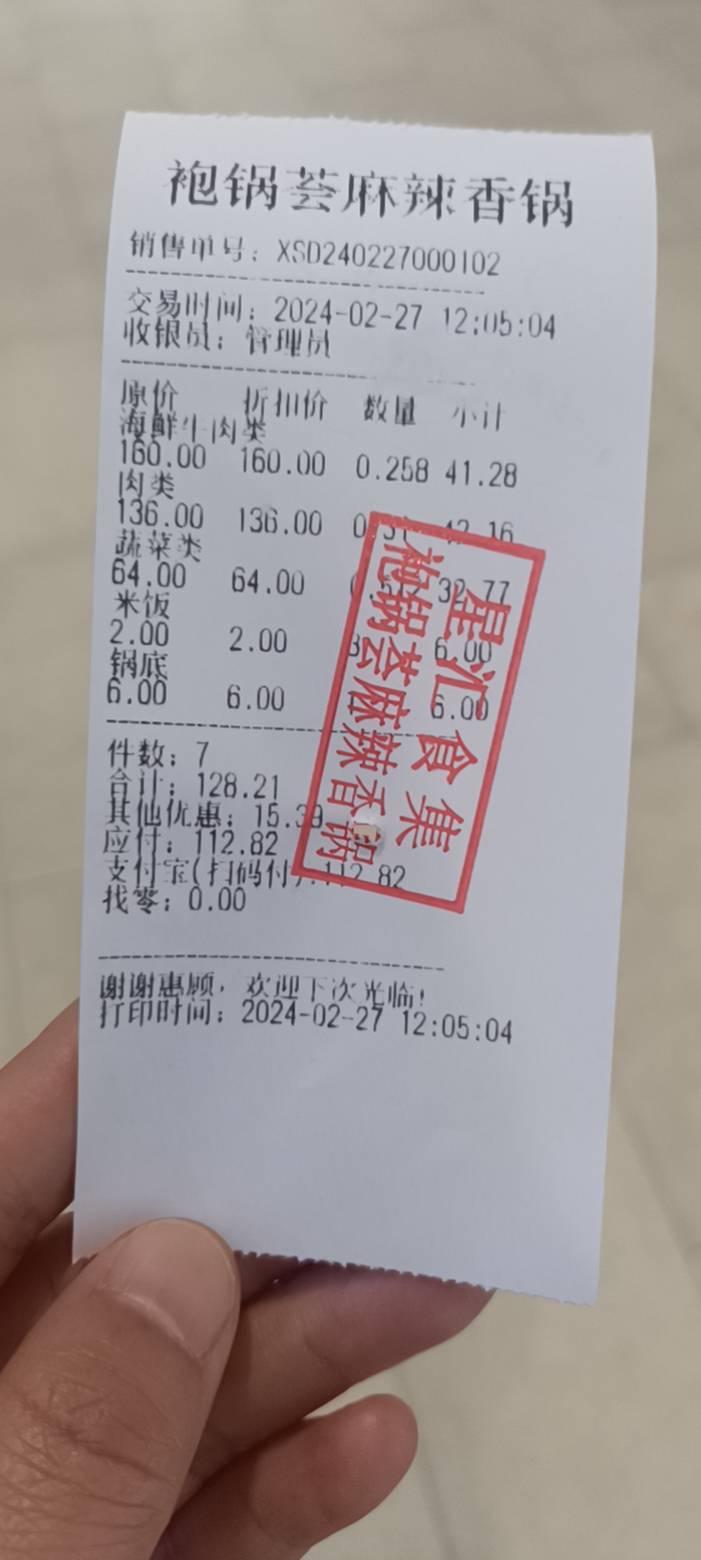 袍锅荟麻辣香锅
销售单号：XSD240227000102
交易时间：2024-02-27 12:05:04
收银员：管理员
原价 折扣价 数量 小计
海鲜牛肉类
160.00 160.00 0.258 41.28
肉类
136.00 136.00 42.16
蔬菜类
64.00 64.00 32.77
米饭
2.00 2.00 3 6.00
锅底
6.00 6.00 6.00
件数：7
合计：128.21
其他优惠：15.39
应付：112.82
支付宝(扫码付):112.82
找零：0.00
谢谢惠顾，欢迎下次光临！
打印时间：2024-02-27 12:05:04
星汇食集
袍锅荟麻辣香锅